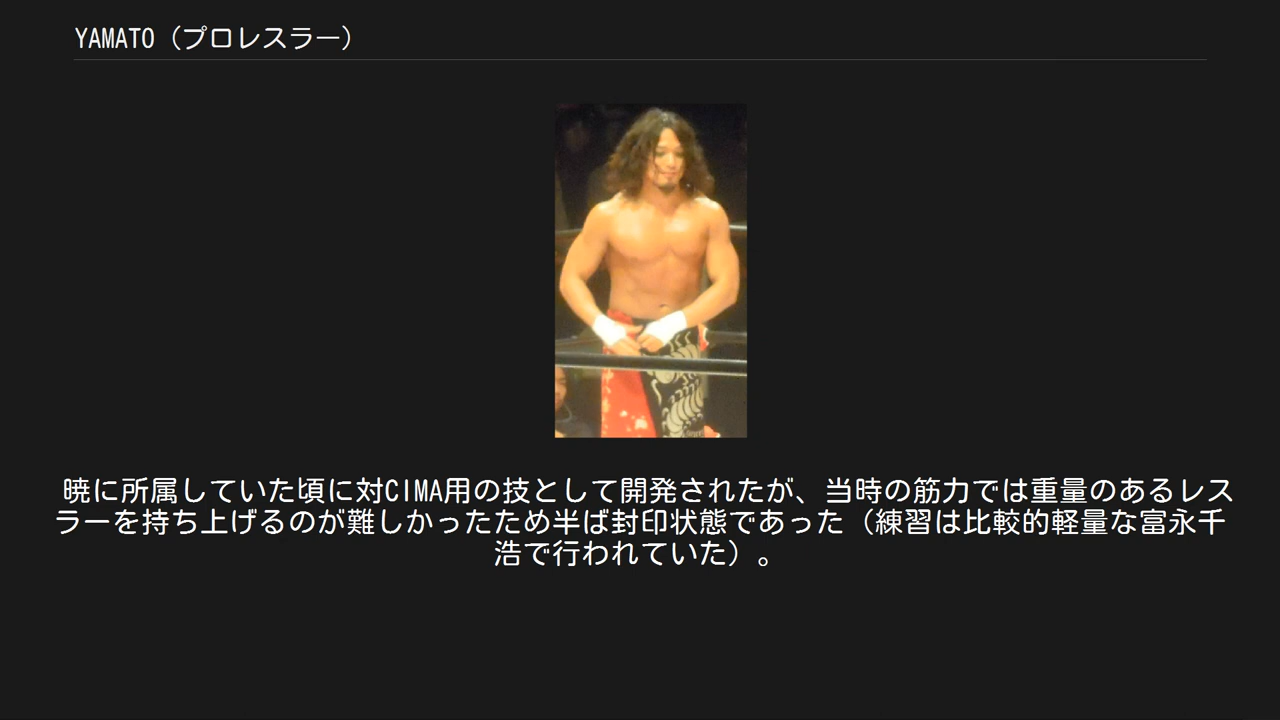 YAMATO（プロレスラー）
暁に所属していた頃に対CIMA用の技として開発されたが、当時の筋力では重量のあるレス
ラーを持ち上げるのが難しかったため半ば封印状態であった（練習は比較的軽量な富永千
浩で行われていた）。